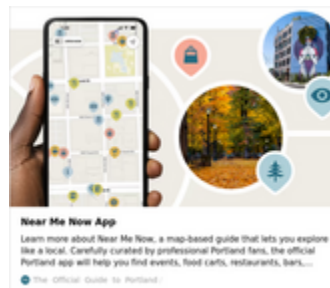 Near Me Now App
Learn more about Near Me Now, a map-based guide that lets you explore
like a local. Carefully curated by professional Portland fans, the official
Portland app will help you find events, food carts, restaurants, bars,...
The Official Guide to Portland